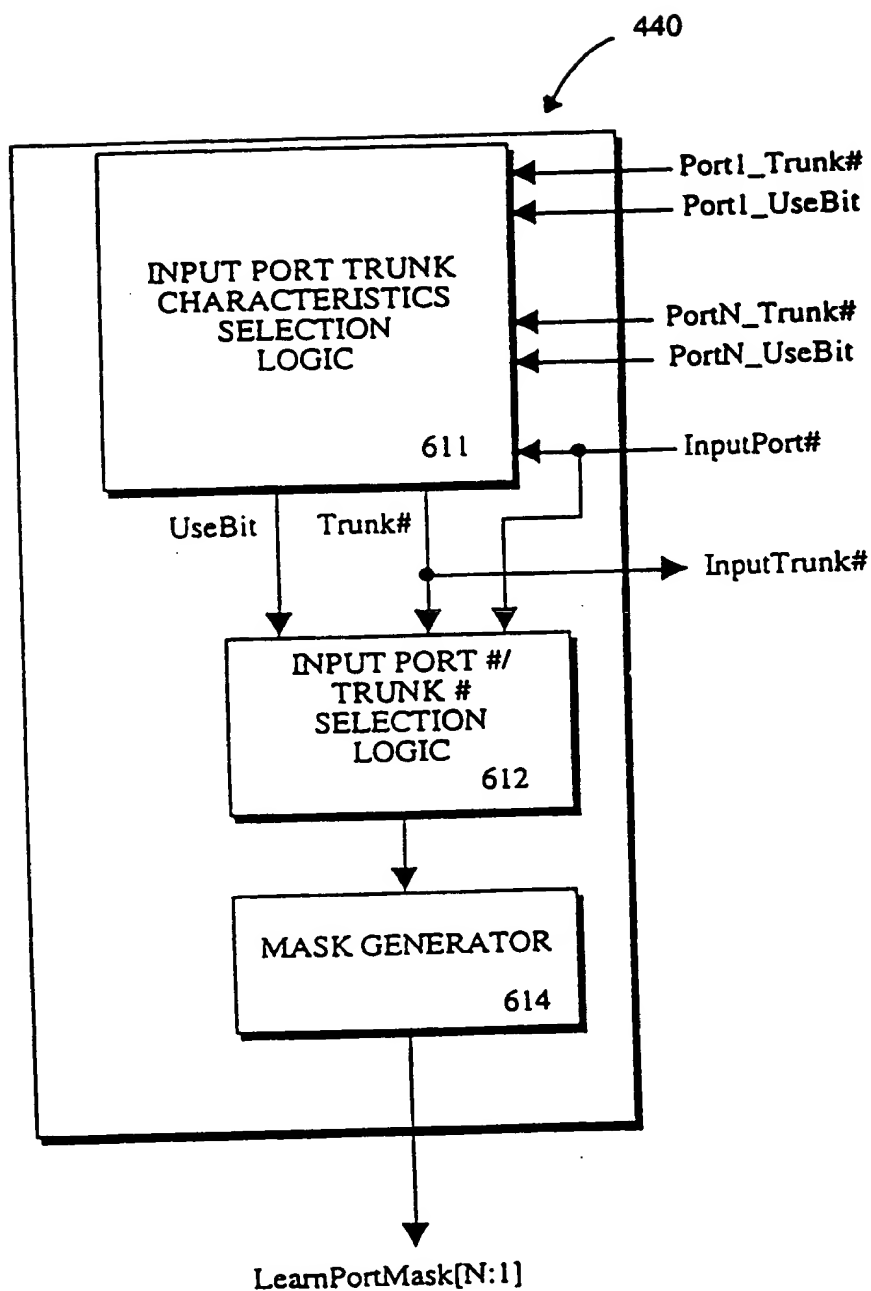 440
Port1_Trunk#
Port1_UseBit
INPUT PORT TRUNK
CHARACTERISTICS
SELECTION
LOGIC
611
PortN_Trunk#
PortN_UseBit
InputPort#
UseBit
Trunk#
InputTrunk#
INPUT PORT #/
TRUNK #
SELECTION
LOGIC
612
MASK GENERATOR
614
LearnPortMask[N:1]